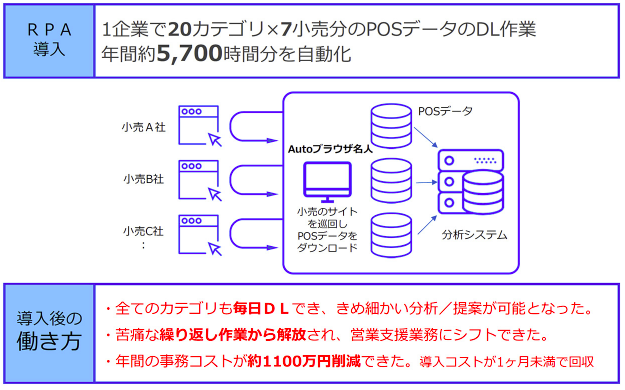 ＲＰＡ
導入
1企業で20カテゴリ×7小売分のPOSデータのDL作業
年間約5,700時間分を自動化
小売Ａ社
小売B社
小売C社
：
Autoブラウザ名人
小売のサイト
を巡回し
POSデータを
ダウンロード
POSデータ
分析システム
導入後の
働き方
・全てのカテゴリも毎日ＤＬでき、きめ細かい分析／提案が可能となった。
・苦痛な繰り返し作業から解放され、営業支援業務にシフトできた。
・年間の事務コストが約1100万円削減できた。導入コストが1ヶ月未満で回収